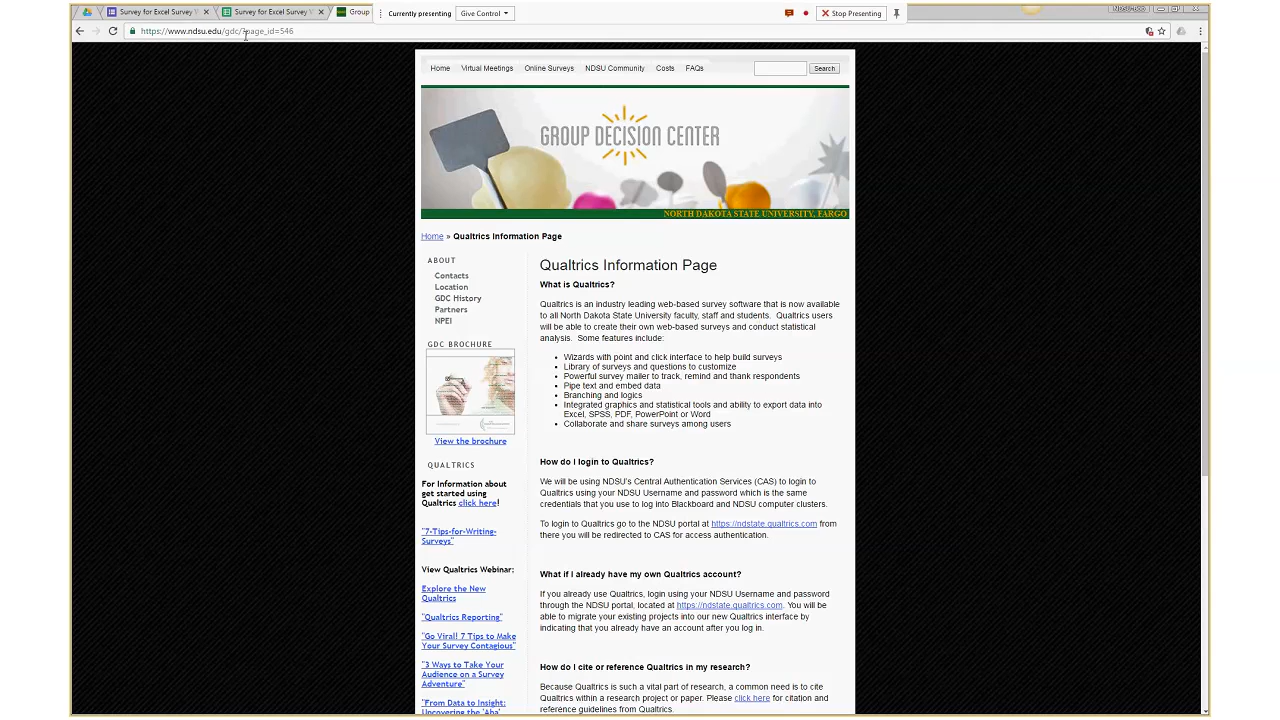 Survey for Excel Survey
Survey for Excel Survey
Group
Currently presenting
Give Control
Stop Presenting
https://www.ndsu.edu/gdc/?page_id=546
Home
Virtual Meetings
Online Surveys
NDSU Community
Costs
FAQs
Search
GROUP DECISION CENTER
NORTH DAKOTA STATE UNIVERSITY, FARGO
Home » Qualtrics Information Page
ABOUT
Contacts
Location
GDC History
Partners
NPEI
GDC BROCHURE
View the brochure
QUALTRICS
For Information about
get started using
Qualtrics click here!
"7-Tips-for-Writing-
Surveys"
View Qualtrics Webinar:
Explore the New
Qualtrics
"Qualtrics Reporting"
"Go Viral! 7 Tips to Make
Your Survey Contagious"
"3 Ways to Take Your
Audience on a Survey
Adventure"
"From Data to Insight:
Uncovering the 'Aha'
Qualtrics Information Page
What is Qualtrics?
Qualtrics is an industry leading web-based survey software that is now available
to all North Dakota State University faculty, staff and students.  Qualtrics users
will be able to create their own web-based surveys and conduct statistical
analysis.  Some features include:
• Wizards with point and click interface to help build surveys
• Library of surveys and questions to customize
• Powerful survey mailer to track, remind and thank respondents
• Pipe text and embed data
• Branching and logics
• Integrated graphics and statistical tools and ability to export data into
Excel, SPSS, PDF, PowerPoint or Word
• Collaborate and share surveys among users
How do I login to Qualtrics?
We will be using NDSU's Central Authentication Services (CAS) to login to
Qualtrics using your NDSU Username and password which is the same
credentials that you use to log into Blackboard and NDSU computer clusters.
To login to Qualtrics go to the NDSU portal at https://ndstate.qualtrics.com from
there you will be redirected to CAS for access authentication.
What if I already have my own Qualtrics account?
If you already use Qualtrics, login using your NDSU Username and password
through the NDSU portal, located at https://ndstate.qualtrics.com. You will be
able to migrate your existing projects into our new Qualtrics interface by
indicating that you already have an account after you log in.
How do I cite or reference Qualtrics in my research?
Because Qualtrics is such a vital part of research, a common need is to cite
Qualtrics within a research project or paper. Please click here for citation and
reference guidelines from Qualtrics.